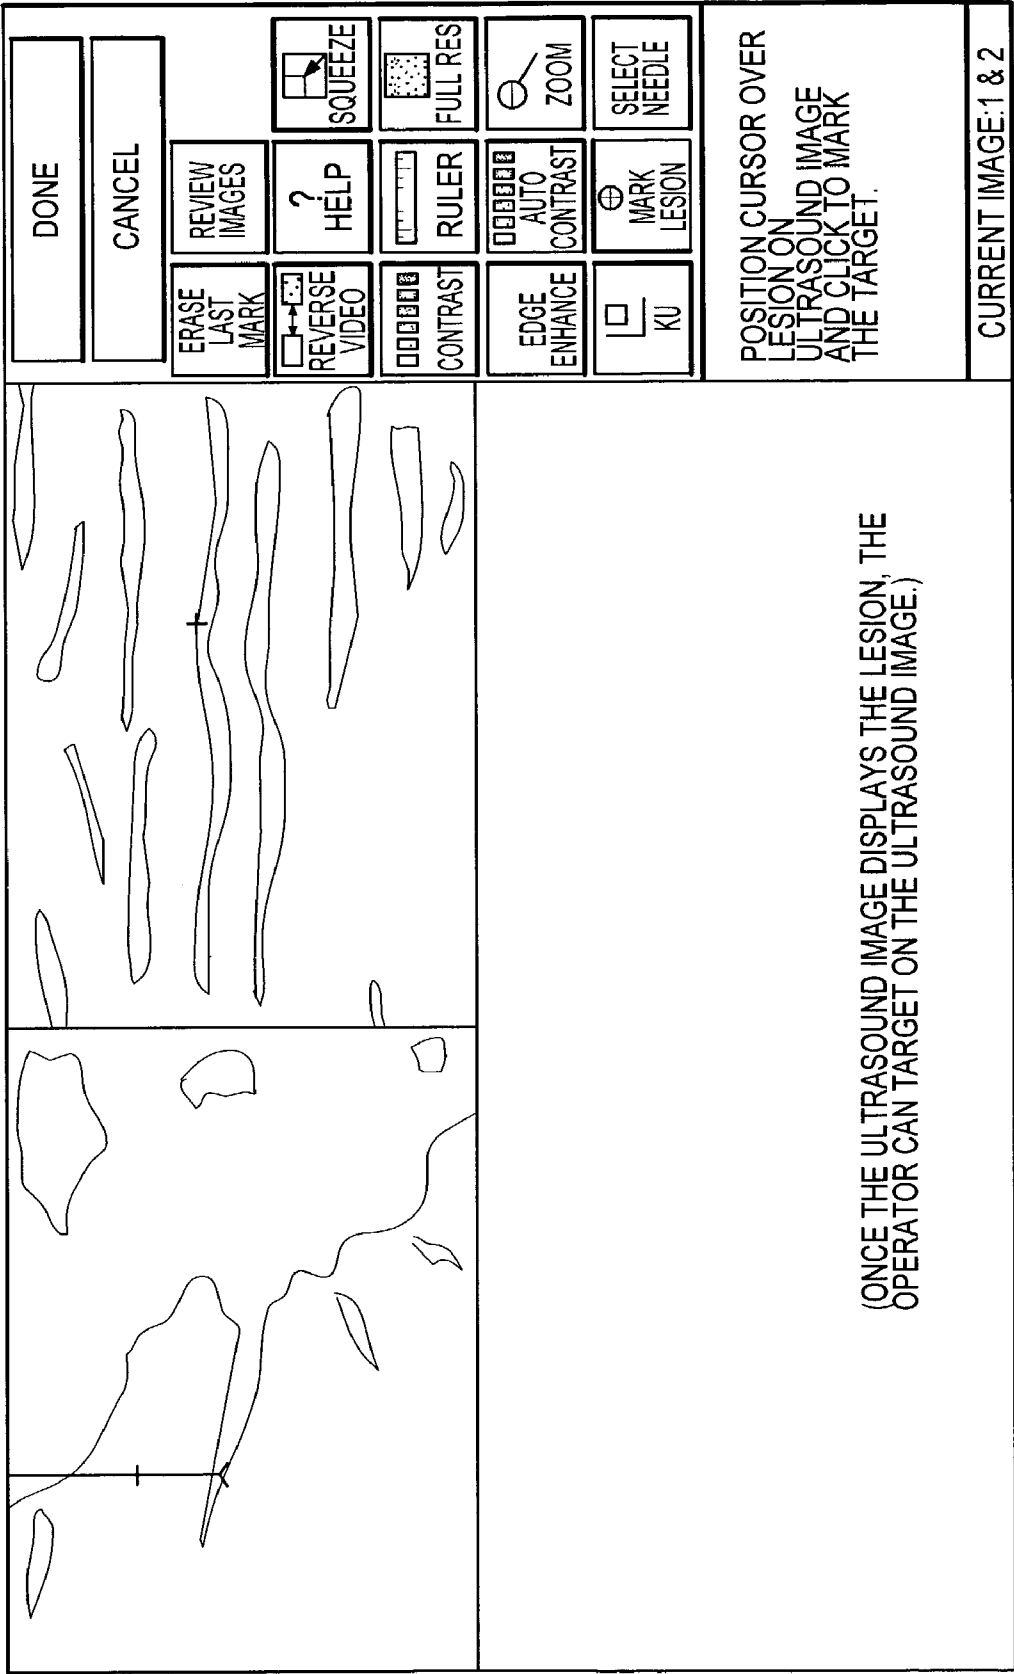 DONE
CANCEL
ERASE
LAST
MARK
REVIEW
IMAGES
REVERSE
VIDEO
?
HELP
SQUEEZE
CONTRAST
RULER
FULL RES
EDGE
ENHANCE
AUTO
CONTRAST
ZOOM
KU
MARK
LESION
SELECT
NEEDLE
POSITION CURSOR OVER
LESION ON
ULTRASOUND IMAGE
AND CLICK TO MARK
THE TARGET.
CURRENT IMAGE:1 & 2
(ONCE THE ULTRASOUND IMAGE DISPLAYS THE LESION, THE
OPERATOR CAN TARGET ON THE ULTRASOUND IMAGE.)